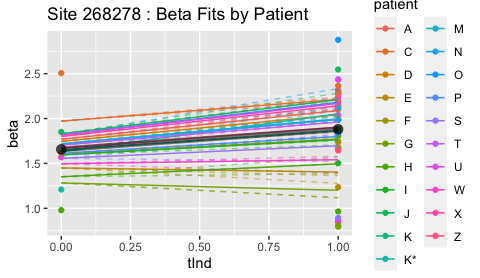 Site 268278 : Beta Fits by Patient
beta
2.5
2.0
1.5
1.0
0.00 0.25 0.50 0.75 1.00
tInd
patient
A
C
D
E
F
G
H
I
J
K
K*
M
N
O
P
S
T
U
W
X
Z